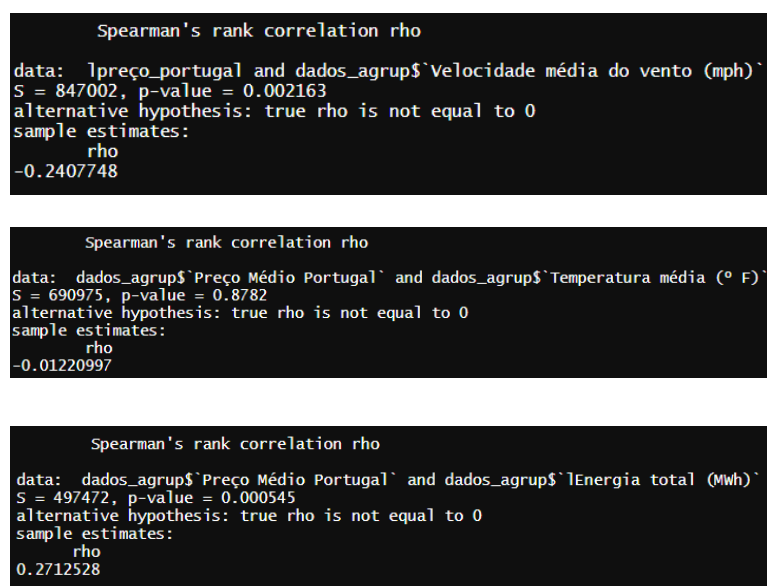 Spearman's rank correlation rho
data: lpreço_portugal and dados_agrup$`Velocidade média do vento (mph)`
S = 847002, p-value = 0.002163
alternative hypothesis: true rho is not equal to 0
sample estimates:
rho
-0.2407748
Spearman's rank correlation rho
data: dados_agrup$`Preço Médio Portugal` and dados_agrup$`Temperatura média (º F)`
S = 690975, p-value = 0.8782
alternative hypothesis: true rho is not equal to 0
sample estimates:
rho
-0.01220997
Spearman's rank correlation rho
data: dados_agrup$`Preço Médio Portugal` and dados_agrup$`lEnergia total (MWh)`
S = 497472, p-value = 0.000545
alternative hypothesis: true rho is not equal to 0
sample estimates:
rho
0.2712528